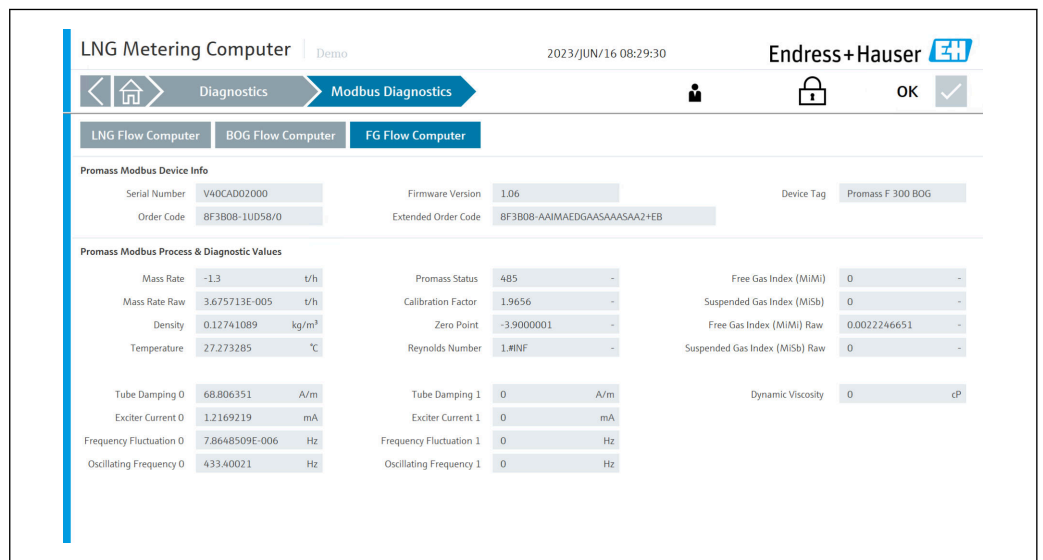 LNG Metering Computer Demo 2023/JUN/16 08:29:30 Endress+Hauser EH
Diagnostics Modbus Diagnostics OK
LNG Flow Computer BOG Flow Computer FG Flow Computer
Promass Modbus Device Info
Serial Number V40CAD02000 Firmware Version 1.06 Device Tag Promass F 300 BOG
Order Code 8F3B08-1UD58/0 Extended Order Code 8F3B08-AAIMAEDGAASAAASAA2+EB
Promass Modbus Process & Diagnostic Values
Mass Rate -1.3 t/h Promass Status 485 - Free Gas Index (MiMi) 0 -
Mass Rate Raw 3.675713E-005 t/h Calibration Factor 1.9656 - Suspended Gas Index (MiSb) 0 -
Density 0.12741089 kg/m³ Zero Point -3.9000001 - Free Gas Index (MiMi) Raw 0.0022246651 -
Temperature 27.273285 °C Reynolds Number 1.#INF - Suspended Gas Index (MiSb) Raw 0 -
Tube Damping 0 68.806351 A/m Tube Damping 1 0 A/m Dynamic Viscosity 0 cP
Exciter Current 0 1.2169219 mA Exciter Current 1 0 mA
Frequency Fluctuation 0 7.8648509E-006 Hz Frequency Fluctuation 1 0 Hz
Oscillating Frequency 0 433.40021 Hz Oscillating Frequency 1 0 Hz